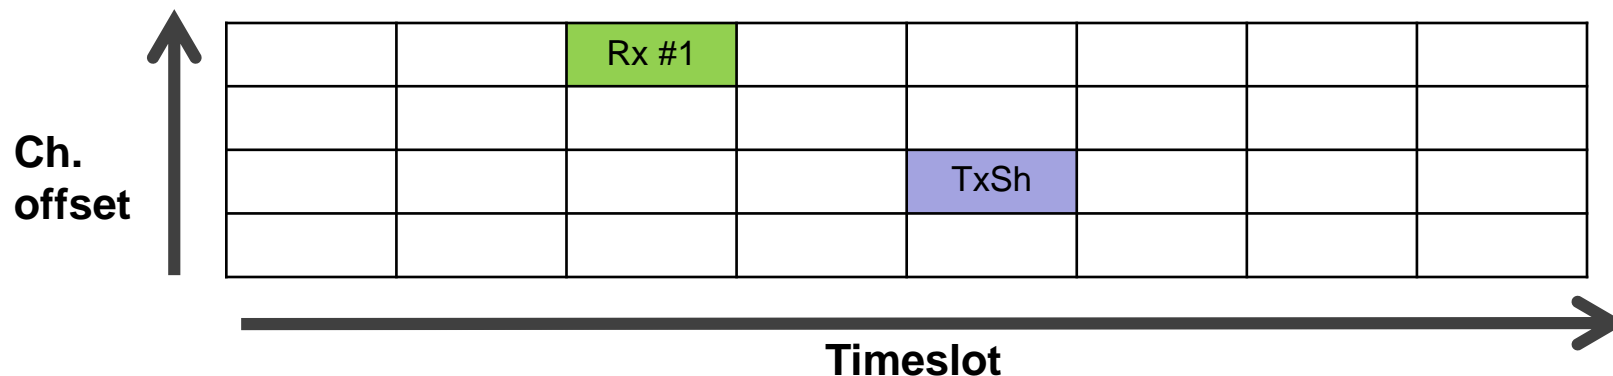 Rx #1
Ch.
offset
TxSh
Timeslot